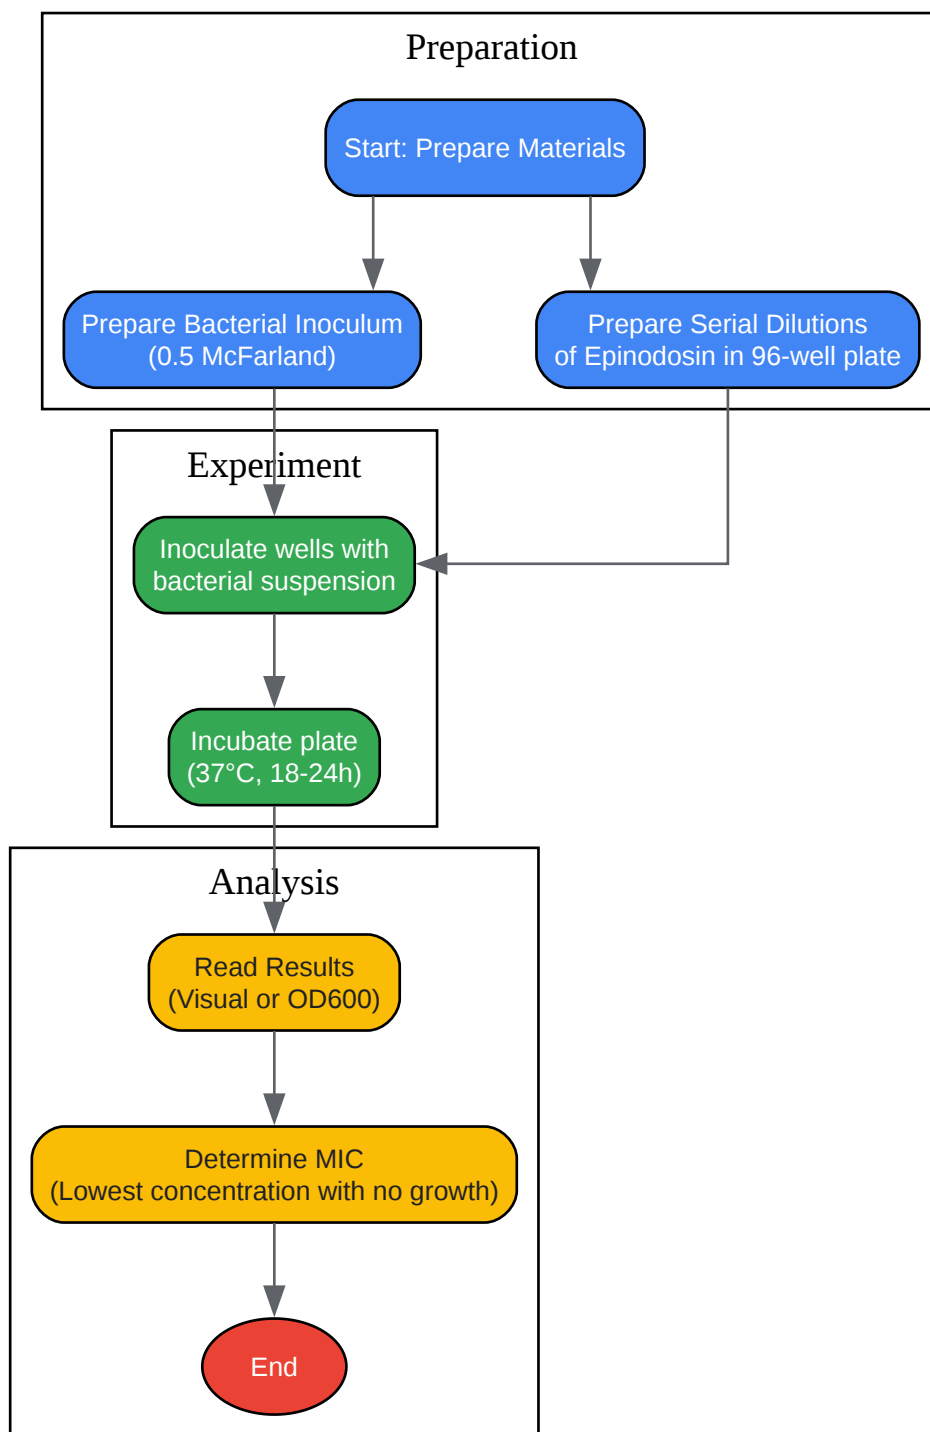 Preparation
Start: Prepare Materials
Prepare Bacterial Inoculum
(0.5 McFarland)
Prepare Serial Dilutions
of Epinodosin in 96-well plate
Experiment
Inoculate wells with
bacterial suspension
Incubate plate
(37°C, 18-24h)
Analysis
Read Results
(Visual or OD600)
Determine MIC
(Lowest concentration with no growth)
End